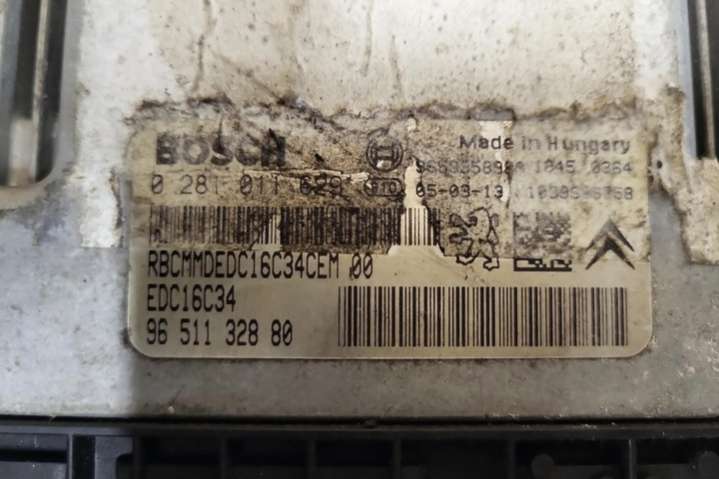 BOSCH Made in Hungary
0 281 011 629 05-03-13
RBCMMDEDC16C34CEM 00
EDC16C34
96 511 328 80